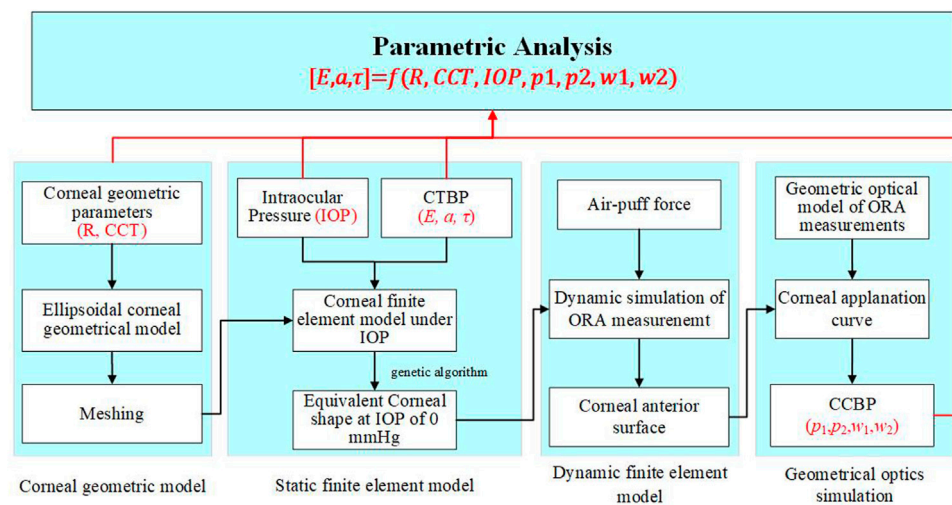 Parametric Analysis
[E,a,τ]=f(R, CCT, IOP, p1, p2, w1, w2)
Corneal geometric
parameters
(R, CCT)
Ellipsoidal corneal
geometrical model
Meshing
Corneal geometric model
Intraocular
Pressure (IOP)
CTBP
(E, a, τ)
Corneal finite
element model under
IOP
genetic algorithm
Equivalent Corneal
shape at IOP of 0
mmHg
Static finite element model
Air-puff force
Dynamic simulation of
ORA measurenemt
Corneal anterior
surface
Dynamic finite element
model
Geometric optical
model of ORA
measurements
Corneal applanation
curve
CCBP
(p₁,p₂,w₁,w₂)
Geometrical optics
simulation